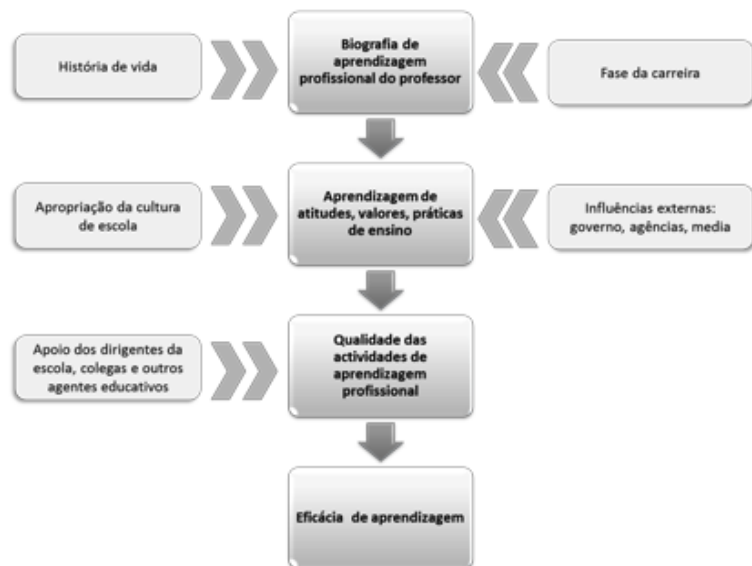 História de vida
Biografia de
aprendizagem
profissional do professor
Fase da carreira
Apropriação da cultura
de escola
Aprendizagem de
atitudes, valores, práticas
de ensino
Influências externas:
governo, agências, media
Apoio dos dirigentes da
escola, colegas e outros
agentes educativos
Qualidade das
actividades de
aprendizagem
profissional
Eficácia de aprendizagem